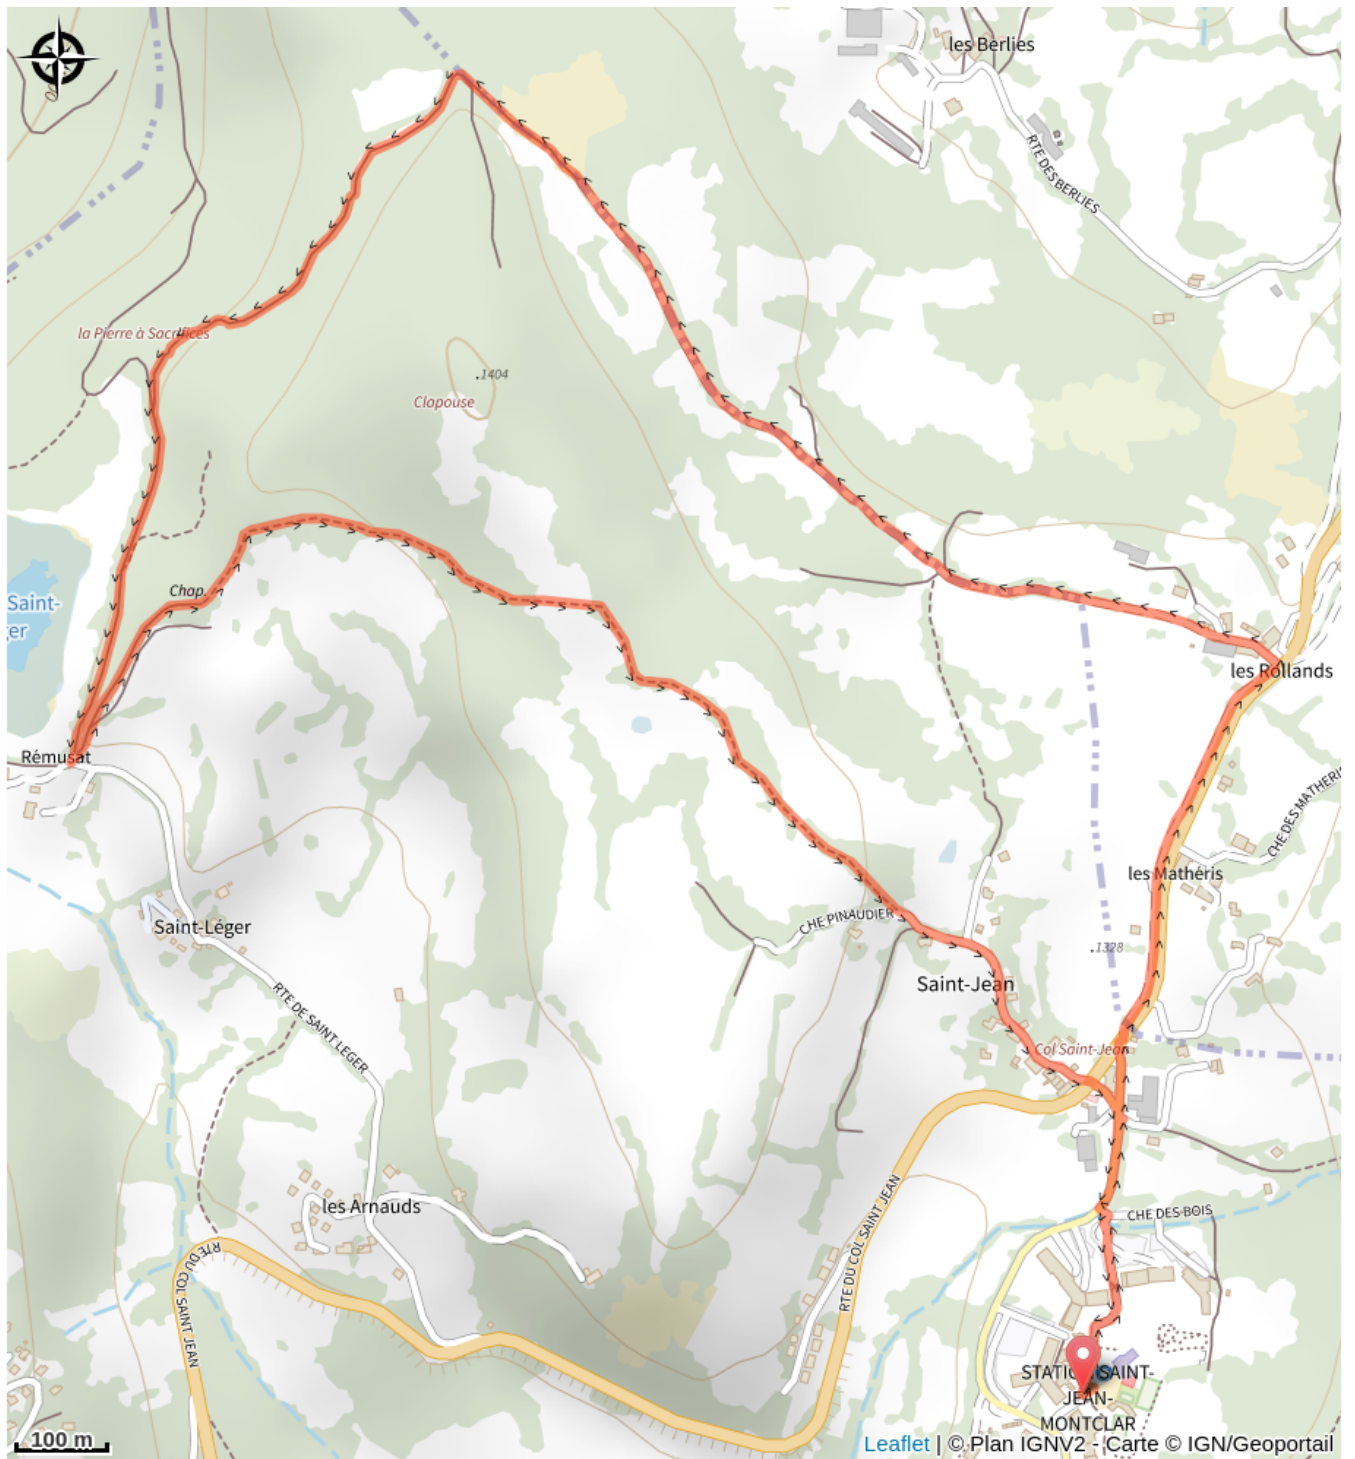 les Berlies
RTE DES BERLIES
la Pierre à Sacrifices
1404
Clapouse
Saint-
Chap.
les Rollands
Rémusat
CHE DES MATHERIS
les Mathéris
CHE PINAUDIER
Saint-Léger
1328
Saint-Jean
RTE DE SAINT LEGER
Col Saint-Jean
les Arnauds
CHE DES BOIS
RTE DU COL SAINT JEAN
RTE DU COL SAINT JEAN
STATION SAINT-
JEAN-
MONTCLAR
100 m
Leaflet | © Plan IGNV2 - Carte © IGN/Geoportail